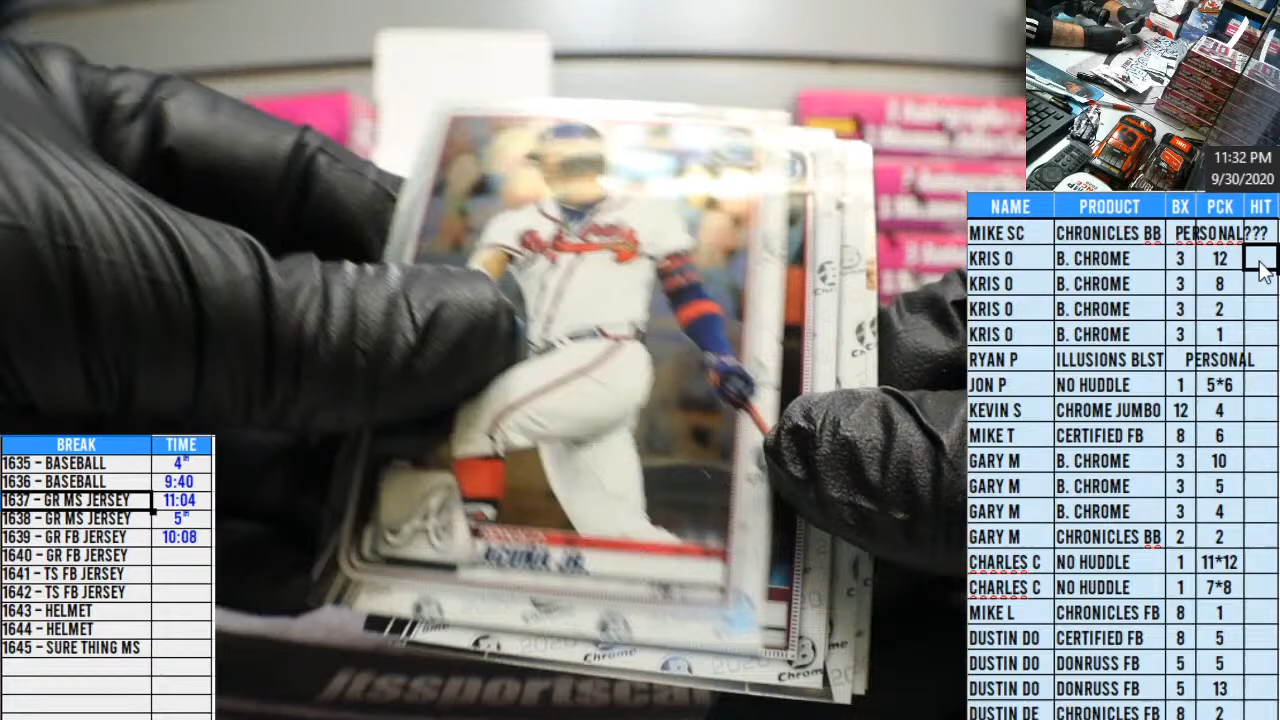 11:32 PM
9/30/2020
NAME PRODUCT BX PCK HIT
MIKE SC CHRONICLES BB PERSONAL???
KRIS O B. CHROME 3 12
KRIS O B. CHROME 3 8
KRIS O B. CHROME 3 2
KRIS O B. CHROME 3 1
RYAN P ILLUSIONS BLST PERSONAL
JON P NO HUDDLE 1 5*6
KEVIN S CHROME JUMBO 12 4
MIKE T CERTIFIED FB 8 6
GARY M B. CHROME 3 10
GARY M B. CHROME 3 5
GARY M B. CHROME 3 4
GARY M CHRONICLES BB 2 2
CHARLES C NO HUDDLE 1 11*12
CHARLES C NO HUDDLE 1 7*8
MIKE L CHRONICLES FB 8 1
DUSTIN DO CERTIFIED FB 8 5
DUSTIN DO DONRUSS FB 5 5
DUSTIN DO DONRUSS FB 5 13
DUSTIN DE CHRONICLES FB 8 2
BREAK TIME
1635 - BASEBALL 4th
1636 - BASEBALL 9:40
1637 - GR MS JERSEY 11:04
1638 - GR MS JERSEY 5th
1639 - GR FB JERSEY 10:08
1640 - GR FB JERSEY
1641 - TS FB JERSEY
1642 - TS FB JERSEY
1643 - HELMET
1644 - HELMET
1645 - SURE THING MS
ACUNA JR.
Chrome
Chrome
jtssportsca